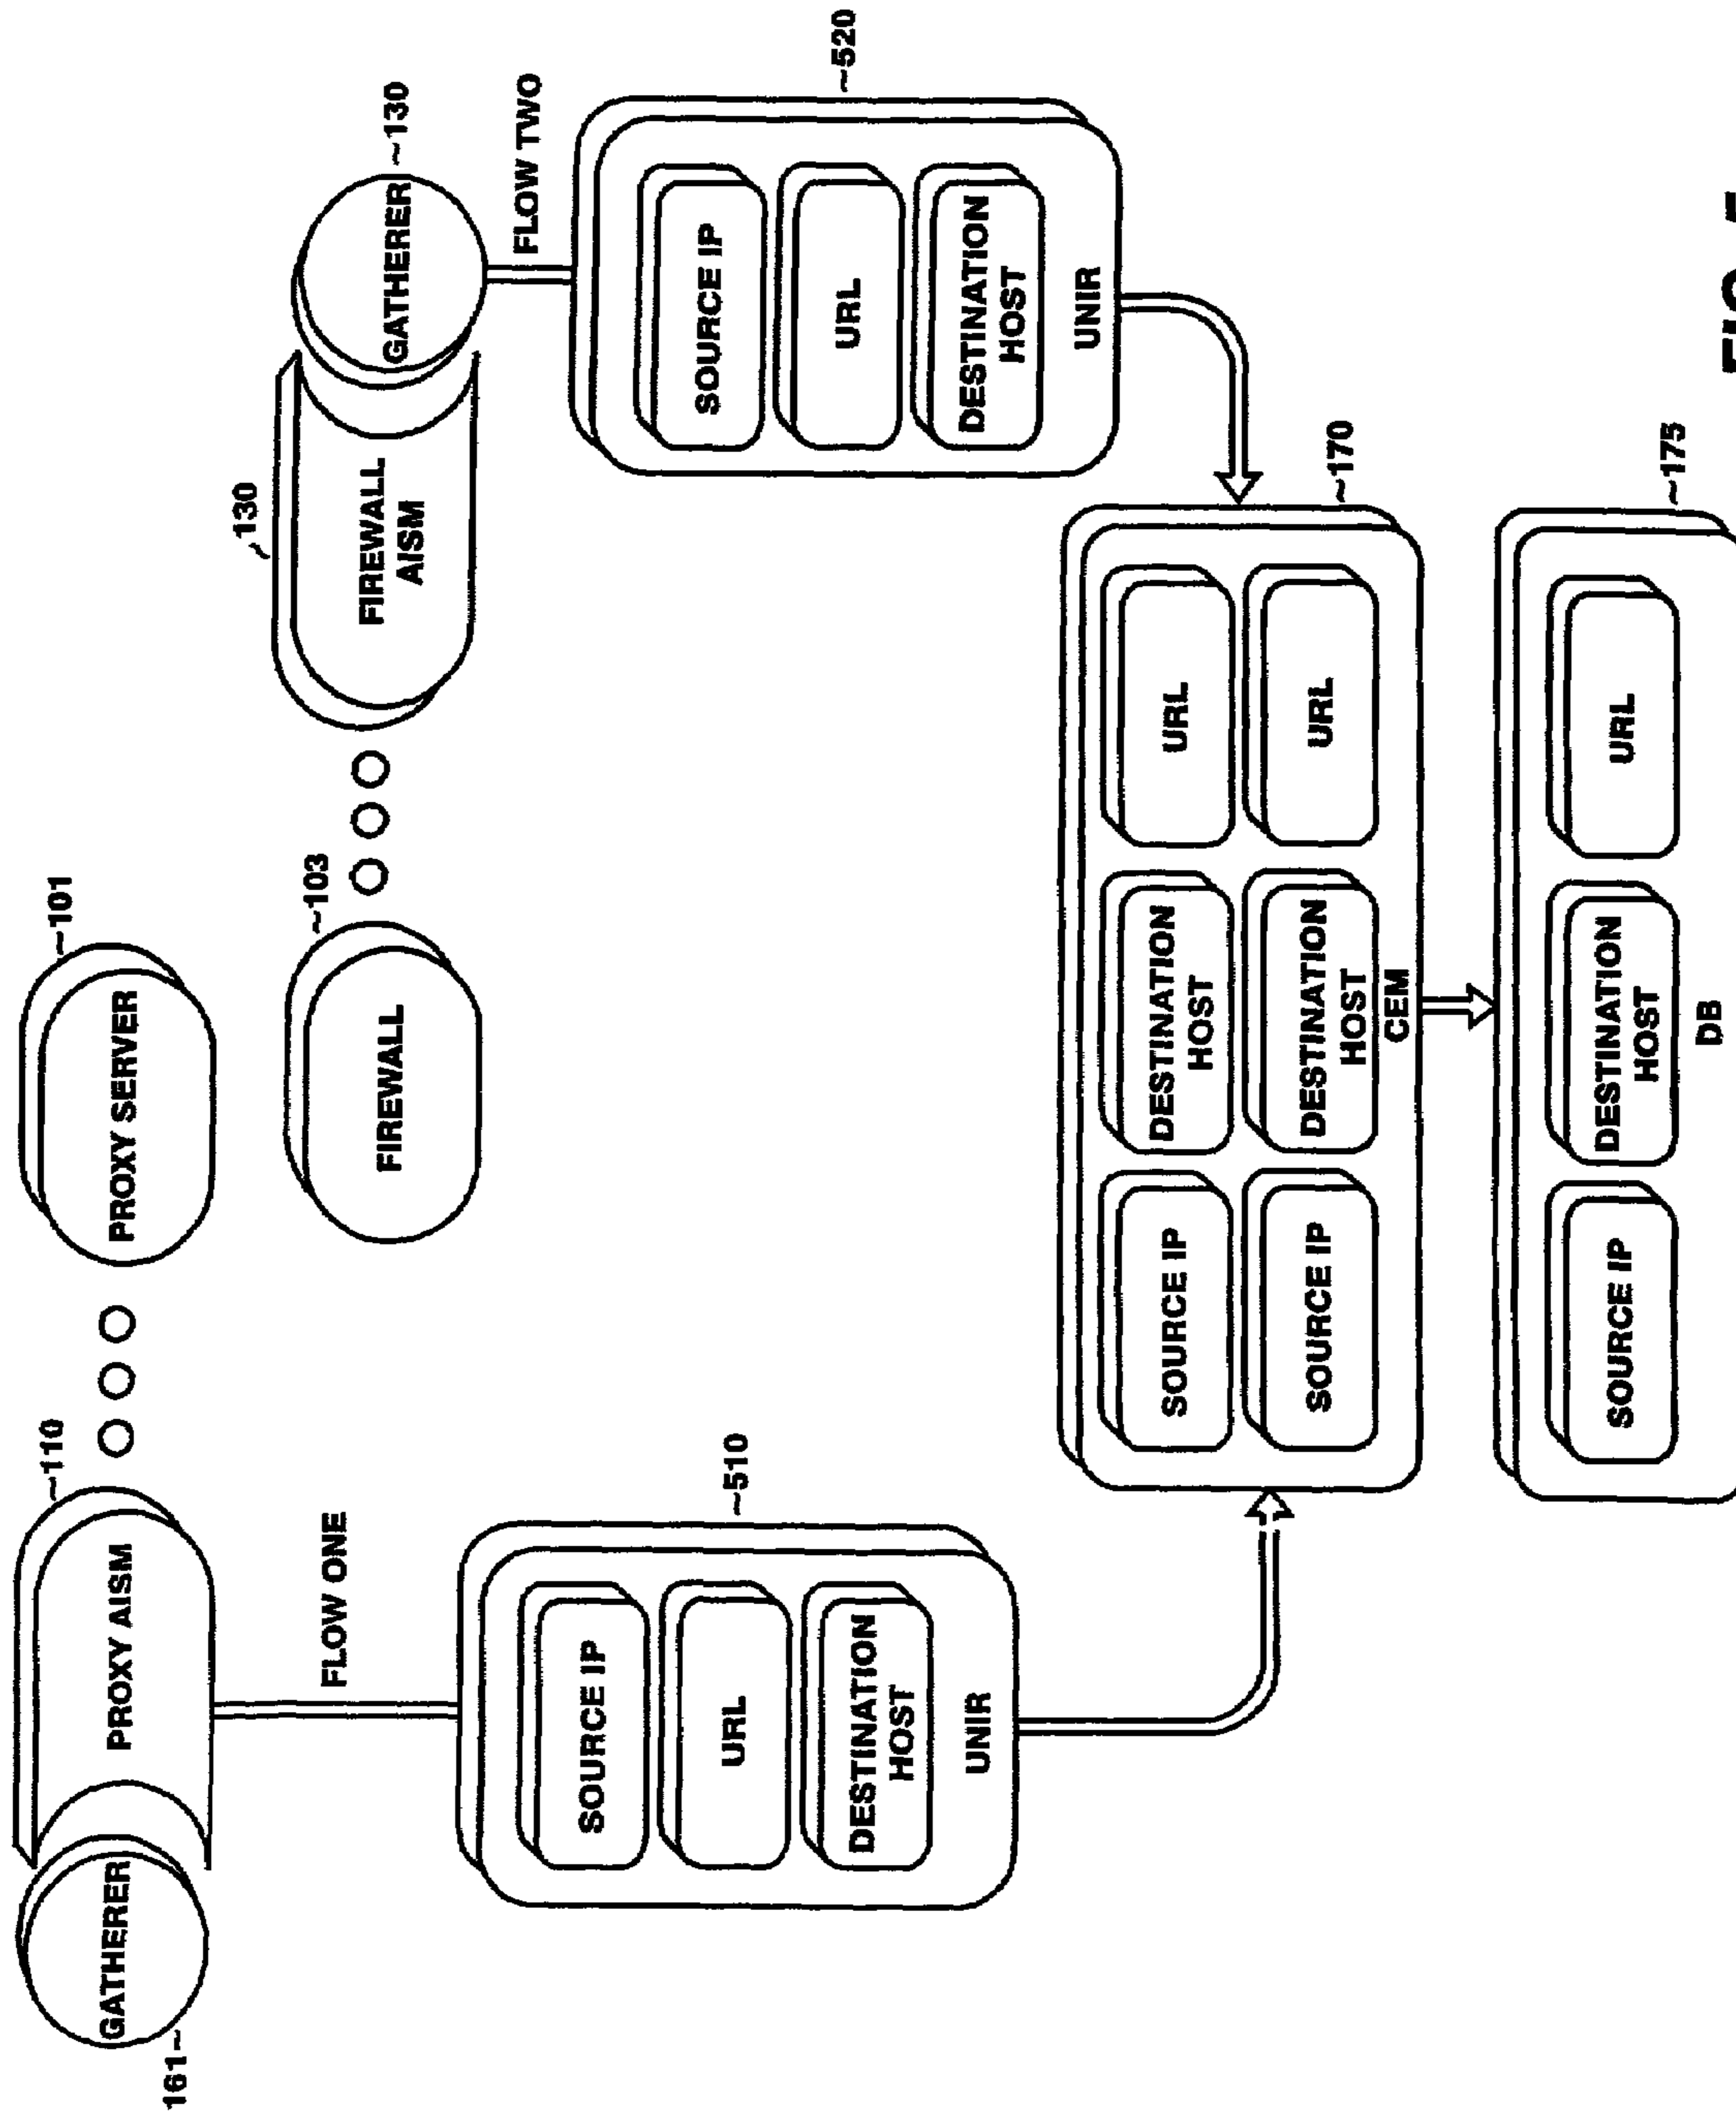 ~101
PROXY SERVER
~110
PROXY AISM
GATHERER
161~
~103
FIREWALL
~130
FIREWALL
AISM
GATHERER
~130
FLOW ONE
FLOW TWO
~510
SOURCE IP
URL
DESTINATION
HOST
UNIR
~520
SOURCE IP
URL
DESTINATION
HOST
UNIR
~170
SOURCE IP
DESTINATION
HOST
URL
SOURCE IP
DESTINATION
HOST
URL
CEM
~175
SOURCE IP
DESTINATION
HOST
URL
DB